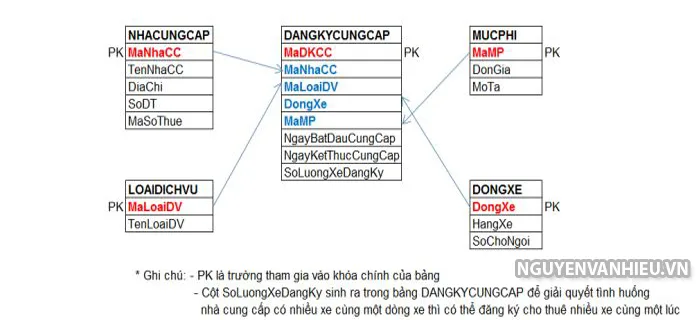 NHACUNGCAP
PK MaNhaCC
TenNhaCC
DiaChi
SoDT
MaSoThue
DANGKYCUNGCAP
MaDKCC PK
MaNhaCC
MaLoaiDV
DongXe
MaMP
NgayBatDauCungCap
NgayKetThucCungCap
SoLuongXeDangKy
MUCPHI
MaMP PK
DonGia
MoTa
LOAIDICHVU
PK MaLoaiDV
TenLoaiDV
DONGXE
DongXe PK
HangXe
SoChoNgoi
* Ghi chú: - PK là trường tham gia vào khóa chính của bảng
- Cột SoLuongXeDangKy sinh ra trong bảng DANGKYCUNGCAP để giải quyết tình huống
nhà cung cấp có nhiều xe cùng một dòng xe thì có thể đăng ký cho thuê nhiều xe cùng một lúc
NGUYENVANHIEU.VN